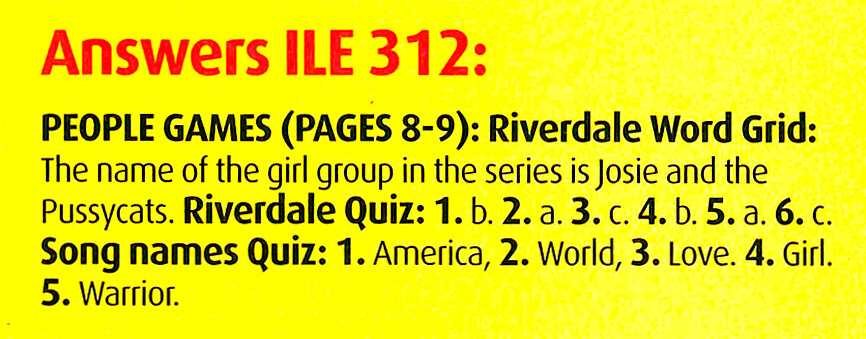 Answers ILE 312:
PEOPLE GAMES (PAGES 8-9): Riverdale Word Grid:
The name of the girl group in the series is Josie and the
Pussycats. Riverdale Quiz: 1. b. 2. a. 3. c. 4. b. 5. a. 6. c.
Song names Quiz: 1. America, 2. World, 3. Love. 4. Girl.
5. Warrior.